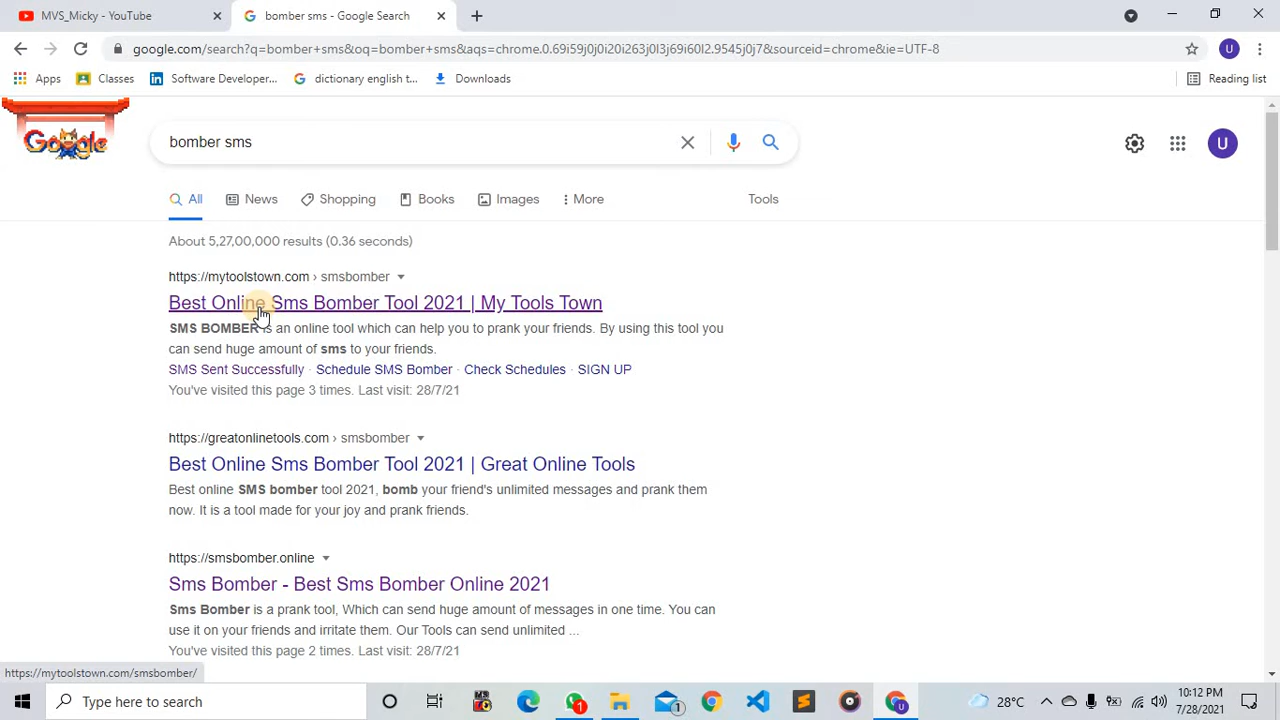 MVS_Micky - YouTube
bomber sms - Google Search
google.com/search?q=bomber+sms&oq=bomber+sms&aqs=chrome.0.69i59j0j0i20i263j0l3j69i60l2.9545j0j7&sourceid=chrome&ie=UTF-8
U
Apps
Classes
Software Developer...
dictionary english t...
Downloads
Reading list
Google
bomber sms
U
All
News
Shopping
Books
Images
More
Tools
About 5,27,00,000 results (0.36 seconds)
https://mytoolstown.com › smsbomber
Best Online Sms Bomber Tool 2021 | My Tools Town
SMS BOMBER is an online tool which can help you to prank your friends. By using this tool you
can send huge amount of sms to your friends.
SMS Sent Successfully · Schedule SMS Bomber · Check Schedules · SIGN UP
You've visited this page 3 times. Last visit: 28/7/21
https://greatonlinetools.com › smsbomber
Best Online Sms Bomber Tool 2021 | Great Online Tools
Best online SMS bomber tool 2021, bomb your friend's unlimited messages and prank them
now. It is a tool made for your joy and prank friends.
https://smsbomber.online
Sms Bomber - Best Sms Bomber Online 2021
Sms Bomber is a prank tool, Which can send huge amount of messages in one time. You can
use it on your friends and irritate them. Our Tools can send unlimited ...
You've visited this page 2 times. Last visit: 28/7/21
https://mytoolstown.com/smsbomber/
Type here to search
1
1
U
28°C
10:12 PM
7/28/2021